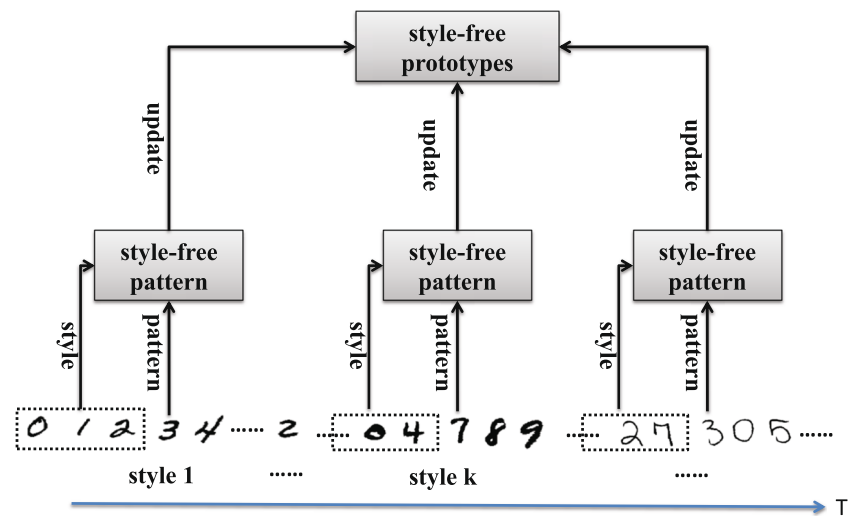 style-free
prototypes
update
update
update
style-free
pattern
style-free
pattern
style-free
pattern
style
pattern
style
pattern
style
pattern
0 1 2 3 4 ...... 2 ...... 0 4 7 8 9 ...... 2 7 3 0 5 ......
style 1 ...... style k ......
T